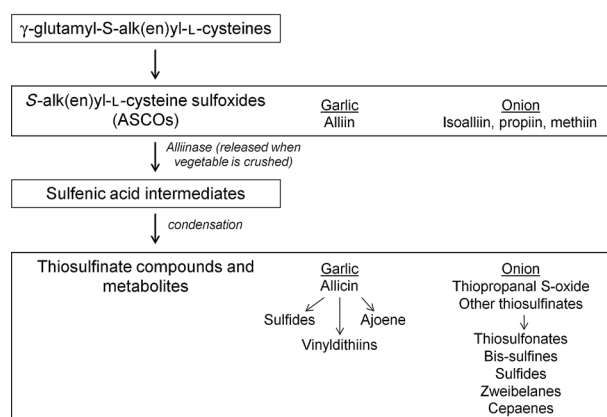 γ-glutamyl-S-alk(en)yl-L-cysteines
S-alk(en)yl-L-cysteine sulfoxides
(ASCOs)
Garlic
Alliin
Onion
Isoalliin, propiin, methiin
Alliinase (released when
vegetable is crushed)
Sulfenic acid intermediates
condensation
Thiosulfinate compounds and
metabolites
Garlic
Allicin
Sulfides
Ajoene
Vinyldithiins
Onion
Thiopropanal S-oxide
Other thiosulfinates
Thiosulfonates
Bis-sulfines
Sulfides
Zweibelanes
Cepaenes